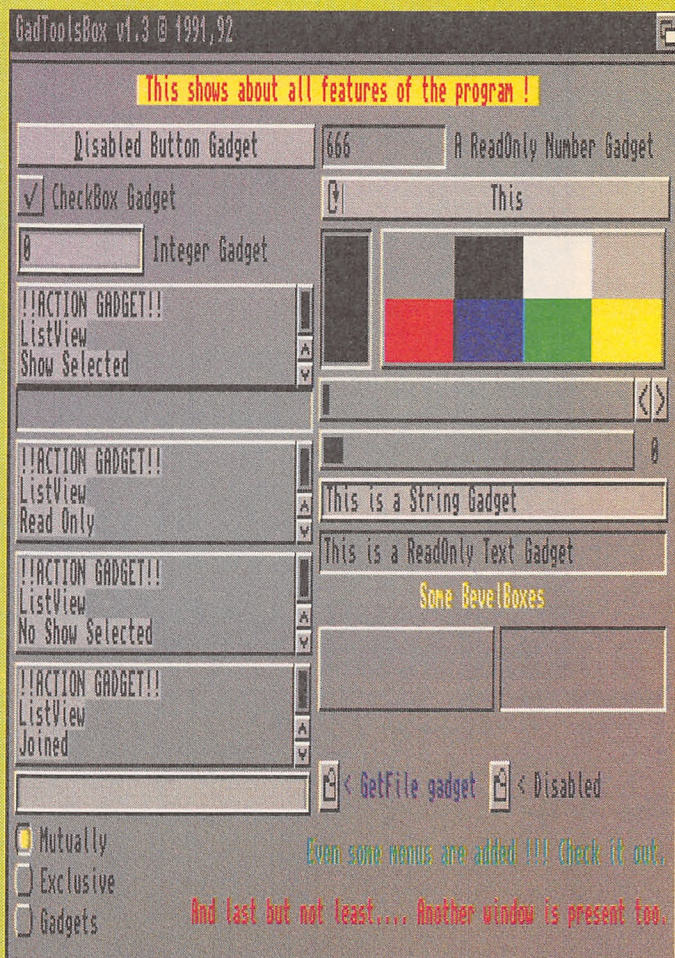 GadToolsBox v1.3 © 1991,92
This shows about all features of the program !
Disabled Button Gadget
666
A ReadOnly Number Gadget
CheckBox Gadget
This
0
Integer Gadget
!!ACTION GADGET!!
ListView
Show Selected
0
!!ACTION GADGET!!
ListView
Read Only
This is a String Gadget
This is a ReadOnly Text Gadget
!!ACTION GADGET!!
ListView
No Show Selected
Some BevelBoxes
!!ACTION GADGET!!
ListView
Joined
< GetFile gadget
< Disabled
Mutually
Exclusive
Gadgets
Even some menus are added !!! Check it out.
And last but not least.... Another window is present too.